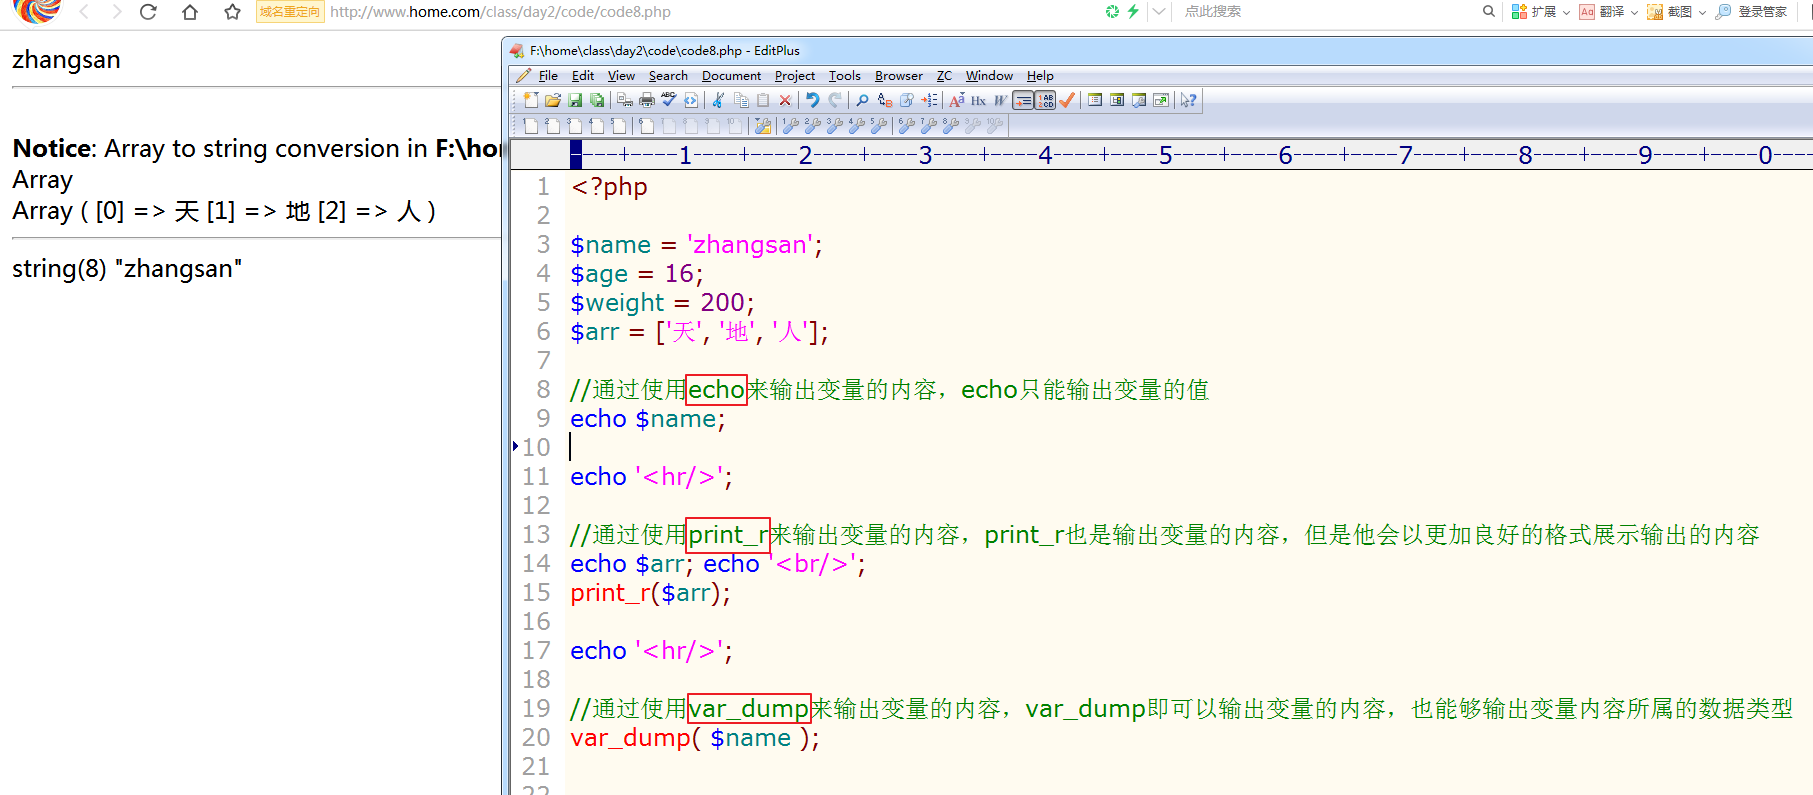 域名重定向 http://www.home.com/class/day2/code/code8.php 点此搜索 扩展 翻译 截图 登录管家
zhangsan
Notice: Array to string conversion in F:\hor
Array
Array ( [0] => 天 [1] => 地 [2] => 人 )
string(8) "zhangsan"
F:\home\class\day2\code\code8.php - EditPlus
File Edit View Search Document Project Tools Browser ZC Window Help
----+----1----+----2----+----3----+----4----+----5----+----6----+----7----+----8----+----9----+----0----
1 <?php
2
3 $name = 'zhangsan';
4 $age = 16;
5 $weight = 200;
6 $arr = ['天', '地', '人'];
7
8 //通过使用echo来输出变量的内容，echo只能输出变量的值
9 echo $name;
10
11 echo '<hr/>';
12
13 //通过使用print_r来输出变量的内容，print_r也是输出变量的内容，但是他会以更加良好的格式展示输出的内容
14 echo $arr; echo '<br/>';
15 print_r($arr);
16
17 echo '<hr/>';
18
19 //通过使用var_dump来输出变量的内容，var_dump即可以输出变量的内容，也能够输出变量内容所属的数据类型
20 var_dump( $name );
21